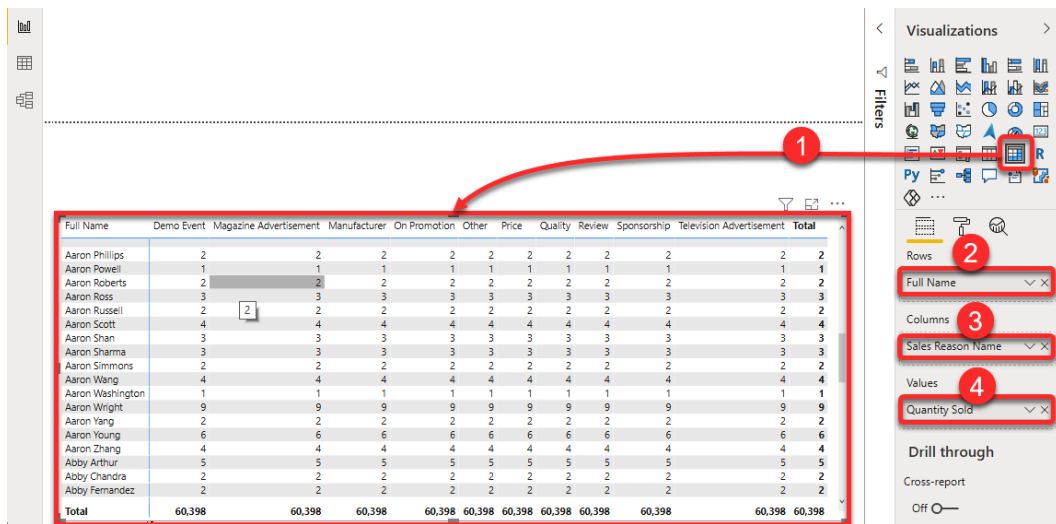 Visualizations
Filters
123
R
Py
1
Full Name Demo Event Magazine Advertisement Manufacturer On Promotion Other Price Quality Review Sponsorship Television Advertisement Total
Aaron Phillips 2 2 2 2 2 2 2 2 2 2 2
Aaron Powell 1 1 1 1 1 1 1 1 1 1 1
Aaron Roberts 2 2 2 2 2 2 2 2 2 2 2
Aaron Ross 3 3 3 3 3 3 3 3 3 3 3
Aaron Russell 2 2 2 2 2 2 2 2 2 2 2
2
Aaron Scott 4 4 4 4 4 4 4 4 4 4 4
Aaron Shan 3 3 3 3 3 3 3 3 3 3 3
Aaron Sharma 3 3 3 3 3 3 3 3 3 3 3
Aaron Simmons 2 2 2 2 2 2 2 2 2 2 2
Aaron Wang 4 4 4 4 4 4 4 4 4 4 4
Aaron Washington 1 1 1 1 1 1 1 1 1 1 1
Aaron Wright 9 9 9 9 9 9 9 9 9 9 9
Aaron Yang 2 2 2 2 2 2 2 2 2 2 2
Aaron Young 6 6 6 6 6 6 6 6 6 6 6
Aaron Zhang 4 4 4 4 4 4 4 4 4 4 4
Abby Arthur 5 5 5 5 5 5 5 5 5 5 5
Abby Chandra 2 2 2 2 2 2 2 2 2 2 2
Abby Fernandez 2 2 2 2 2 2 2 2 2 2 2
Total 60,398 60,398 60,398 60,398 60,398 60,398 60,398 60,398 60,398 60,398 60,398
Rows
2
Full Name
Columns
3
Sales Reason Name
Values
4
Quantity Sold
Drill through
Cross-report
Off